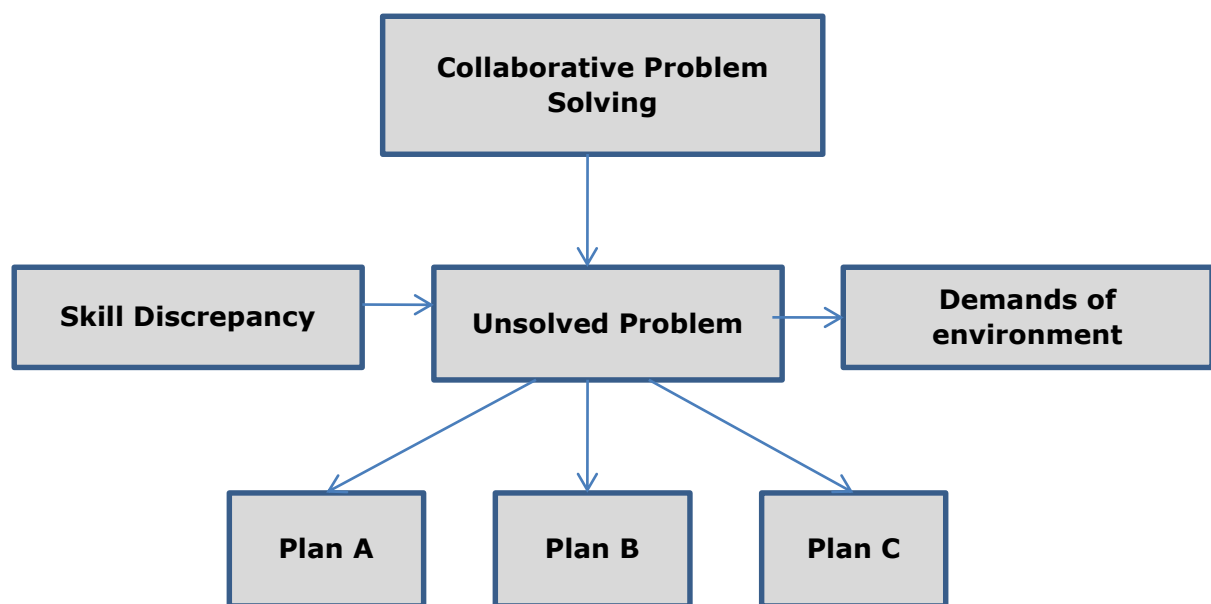 Collaborative Problem
Solving
Skill Discrepancy
Unsolved Problem
Demands of
environment
Plan A
Plan B
Plan C